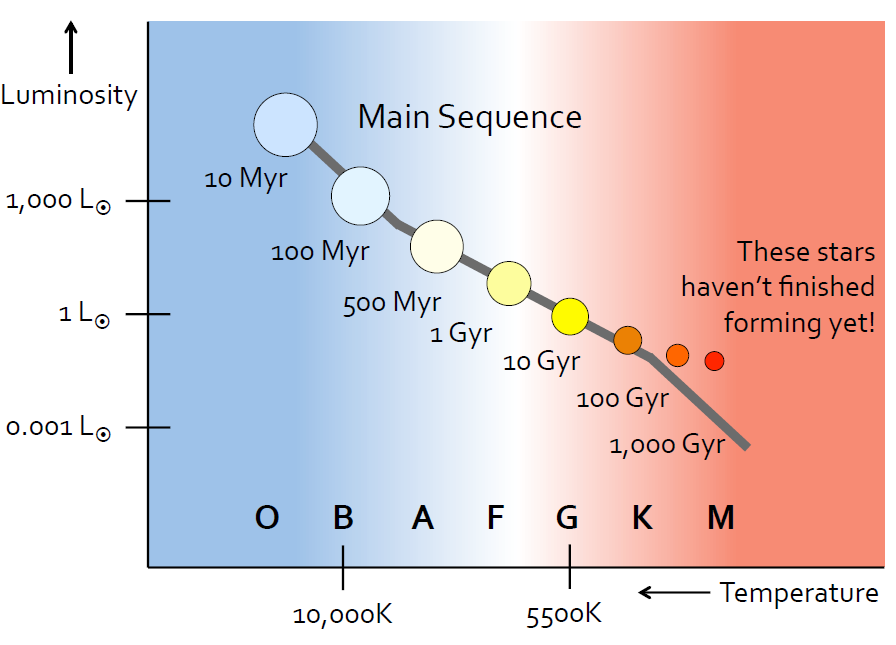 Luminosity
Main Sequence
10 Myr
1,000 L☉
100 Myr
These stars
haven't finished
forming yet!
500 Myr
1 L☉
1 Gyr
10 Gyr
100 Gyr
0.001 L☉
1,000 Gyr
O B A F G K M
Temperature
10,000K 5500K